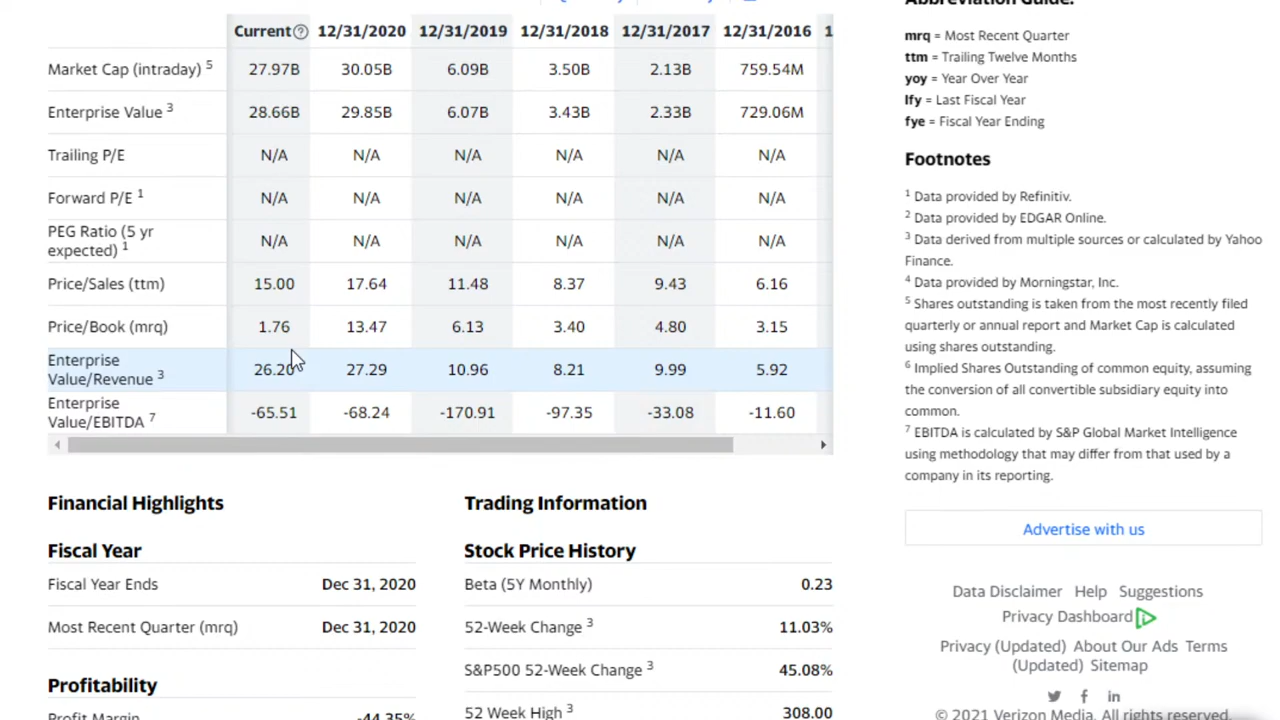 Current 12/31/2020 12/31/2019 12/31/2018 12/31/2017 12/31/2016 1
Market Cap (intraday) 5 27.97B 30.05B 6.09B 3.50B 2.13B 759.54M
Enterprise Value 3 28.66B 29.85B 6.07B 3.43B 2.33B 729.06M
Trailing P/E N/A N/A N/A N/A N/A N/A
Forward P/E 1 N/A N/A N/A N/A N/A N/A
PEG Ratio (5 yr
expected) 1 N/A N/A N/A N/A N/A N/A
Price/Sales (ttm) 15.00 17.64 11.48 8.37 9.43 6.16
Price/Book (mrq) 1.76 13.47 6.13 3.40 4.80 3.15
Enterprise
Value/Revenue 3 26.20 27.29 10.96 8.21 9.99 5.92
Enterprise
Value/EBITDA 7 -65.51 -68.24 -170.91 -97.35 -33.08 -11.60
Financial Highlights
Fiscal Year
Fiscal Year Ends Dec 31, 2020
Most Recent Quarter (mrq) Dec 31, 2020
Profitability
Profit Margin -44.35%
Trading Information
Stock Price History
Beta (5Y Monthly) 0.23
52-Week Change 3 11.03%
S&P500 52-Week Change 3 45.08%
52 Week High 3 308.00
Abbreviation Guide:
mrq = Most Recent Quarter
ttm = Trailing Twelve Months
yoy = Year Over Year
lfy = Last Fiscal Year
fye = Fiscal Year Ending
Footnotes
1 Data provided by Refinitiv.
2 Data provided by EDGAR Online.
3 Data derived from multiple sources or calculated by Yahoo
Finance.
4 Data provided by Morningstar, Inc.
5 Shares outstanding is taken from the most recently filed
quarterly or annual report and Market Cap is calculated
using shares outstanding.
6 Implied Shares Outstanding of common equity, assuming
the conversion of all convertible subsidiary equity into
common.
7 EBITDA is calculated by S&P Global Market Intelligence
using methodology that may differ from that used by a
company in its reporting.
Advertise with us
Data Disclaimer Help Suggestions
Privacy Dashboard
Privacy (Updated) About Our Ads Terms
(Updated) Sitemap
© 2021 Verizon Media. All rights reserved.